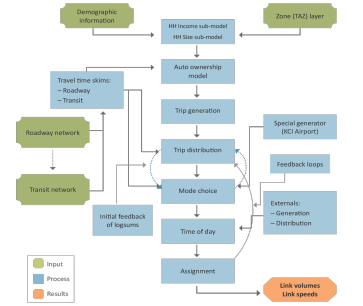 Demographic
information
Zone (TAZ) layer
HH Income sub-model
HH Size sub-model
Travel time skims:
– Roadway
– Transit
Auto ownership
model
Trip generation
Special generator
(KCI Airport)
Roadway network
Trip distribution
Feedback loops
Transit network
Mode choice
Initial feedback
of logsums
Externals:
– Generation
– Distribution
Time of day
Assignment
Input
Process
Results
Link volumes
Link speeds